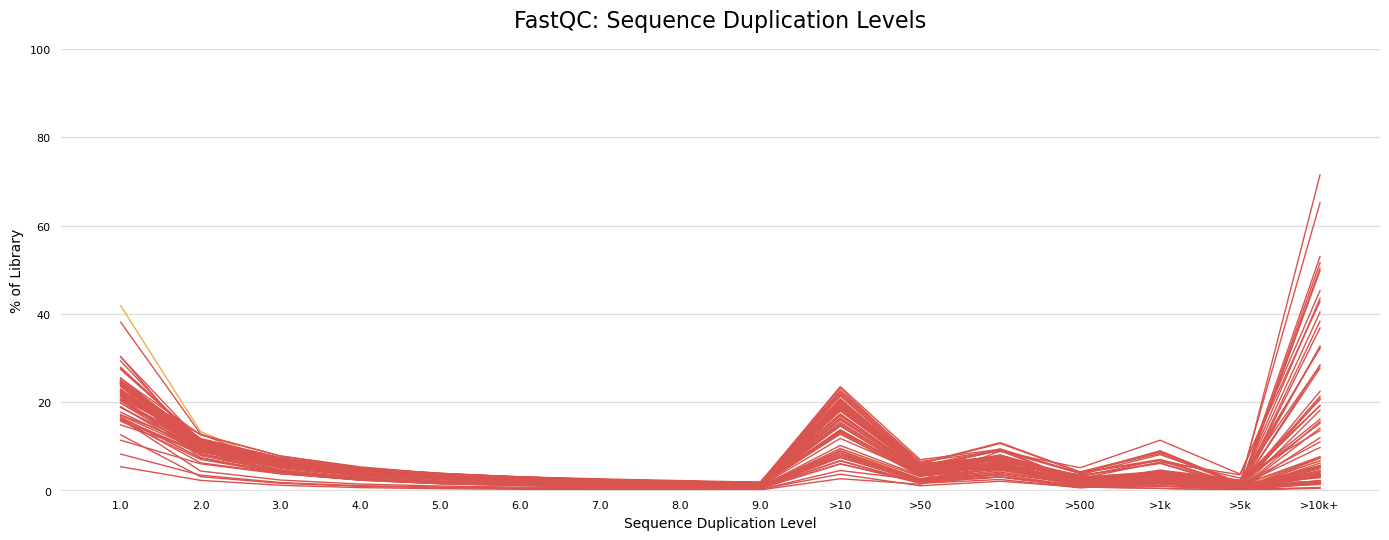 FastQC: Sequence Duplication Levels
100
80
60
40
20
0
% of Library
1.0 2.0 3.0 4.0 5.0 6.0 7.0 8.0 9.0 >10 >50 >100 >500 >1k >5k >10k+
Sequence Duplication Level